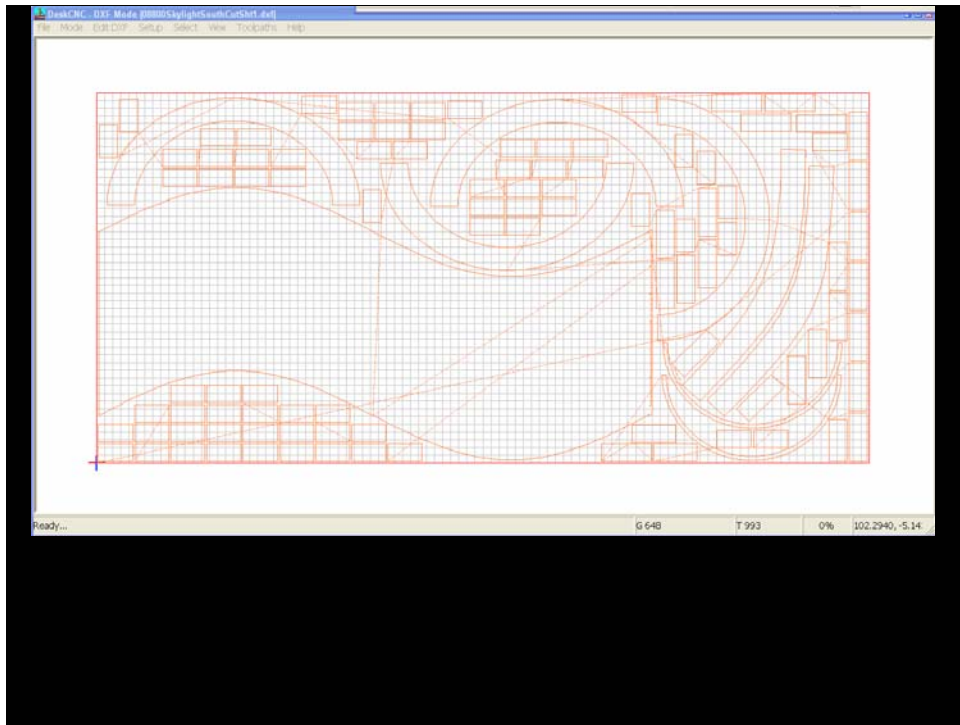 DeskCNC - DXF Mode [08800SkylightSouthCutSht1.dxf]
File Mode Edit DXF Setup Select View Toolpaths Help
Ready... G 648 T 993 0% 102.2940, -5.14